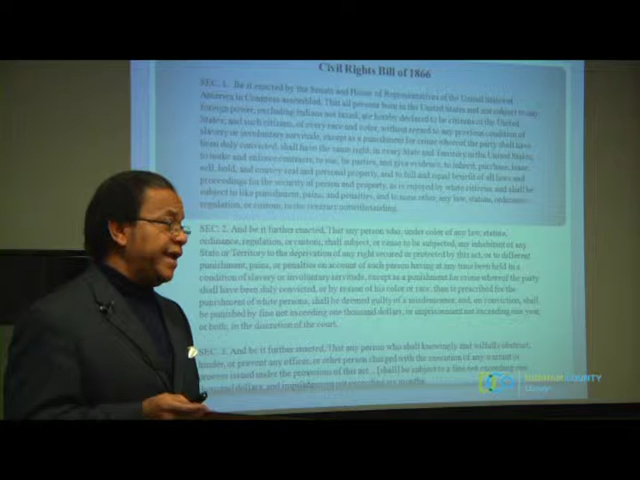 Civil Rights Bill of 1866
SEC. 1. Be it enacted by the Senate and House of Representatives of the United States of
America in Congress assembled, That all persons born in the United States and not subject to any
foreign power, excluding Indians not taxed, are hereby declared to be citizens of the United
States; and such citizens, of every race and color, without regard to any previous condition of
slavery or involuntary servitude, except as a punishment for crime whereof the party shall have
been duly convicted, shall have the same right, in every State and Territory in the United States,
to make and enforce contracts, to sue, be parties, and give evidence, to inherit, purchase, lease,
sell, hold, and convey real and personal property, and to full and equal benefit of all laws and
proceedings for the security of person and property, as is enjoyed by white citizens, and shall be
subject to like punishment, pains, and penalties, and to none other, any law, statute, ordinance,
regulation, or custom, to the contrary notwithstanding.
SEC. 2. And be it further enacted, That any person who, under color of any law, statute,
ordinance, regulation, or custom, shall subject, or cause to be subjected, any inhabitant of any
State or Territory to the deprivation of any right secured or protected by this act, or to different
punishment, pains, or penalties on account of such person having at any time been held in a
condition of slavery or involuntary servitude, except as a punishment for crime whereof the party
shall have been duly convicted, or by reason of his color or race, than is prescribed for the
punishment of white persons, shall be deemed guilty of a misdemeanor, and, on conviction, shall
be punished by fine not exceeding one thousand dollars, or imprisonment not exceeding one year,
or both, in the discretion of the court.
SEC. 3. And be it further enacted, That any person who shall knowingly and wilfully obstruct,
hinder, or prevent any officer, or other person charged with the execution of any warrant or
process issued under the provisions of this act... [shall] be subject to a fine not exceeding one
thousand dollars, and imprisonment not exceeding six months.
COUNTY
Library